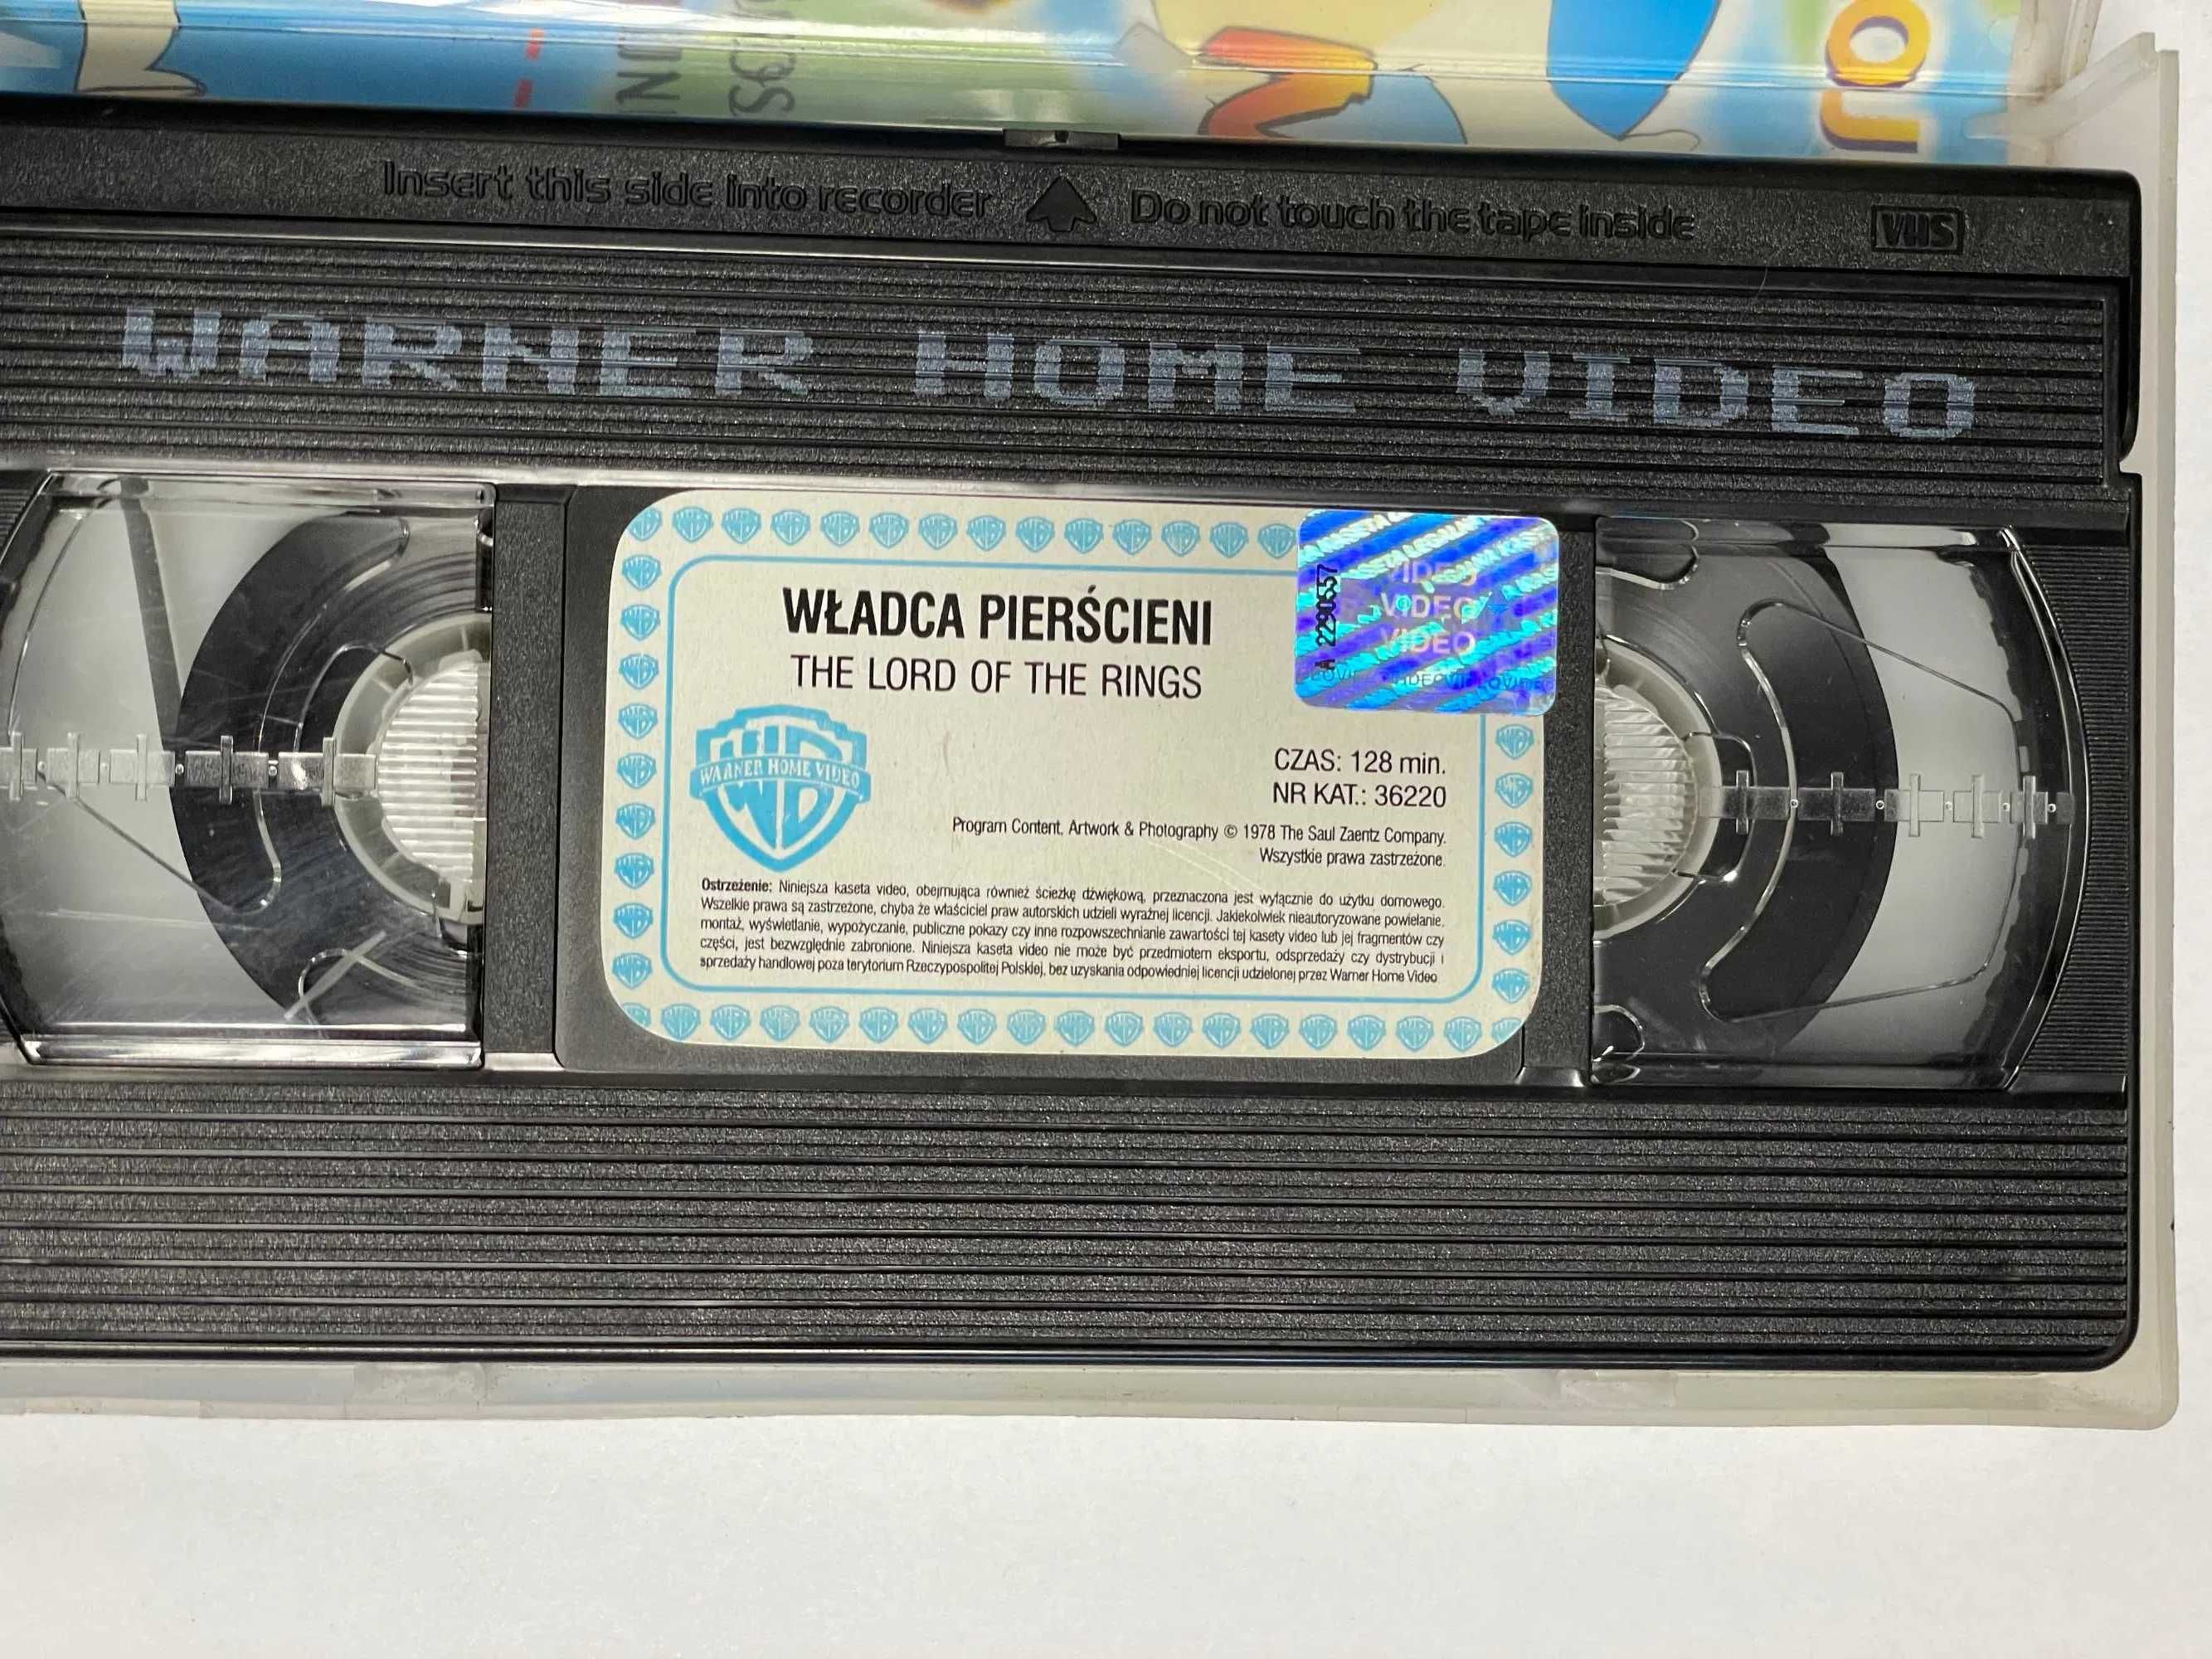 Insert this side into recorder Do not touch the tape inside VHS
WARNER HOME VIDEO
WŁADCA PIERŚCIENI
THE LORD OF THE RINGS
A 2290557
VIDEO
VIDEO
VIDEO
WARNER HOME VIDEO
CZAS: 128 min.
NR KAT.: 36220
Program Content, Artwork & Photography © 1978 The Saul Zaentz Company.
Wszystkie prawa zastrzeżone.
Ostrzeżenie: Niniejsza kaseta video, obejmująca również ścieżkę dźwiękową, przeznaczona jest wyłącznie do użytku domowego.
Wszelkie prawa są zastrzeżone, chyba że właściciel praw autorskich udzieli wyraźnej licencji. Jakiekolwiek nieautoryzowane powielanie,
montaż, wyświetlanie, wypożyczanie, publiczne pokazy czy inne rozpowszechnianie zawartości tej kasety video lub jej fragmentów czy
części, jest bezwzględnie zabronione. Niniejsza kaseta video nie może być przedmiotem eksportu, odsprzedaży czy dystrybucji i
sprzedaży handlowej poza terytorium Rzeczypospolitej Polskiej, bez uzyskania odpowiedniej licencji udzielonej przez Warner Home Video